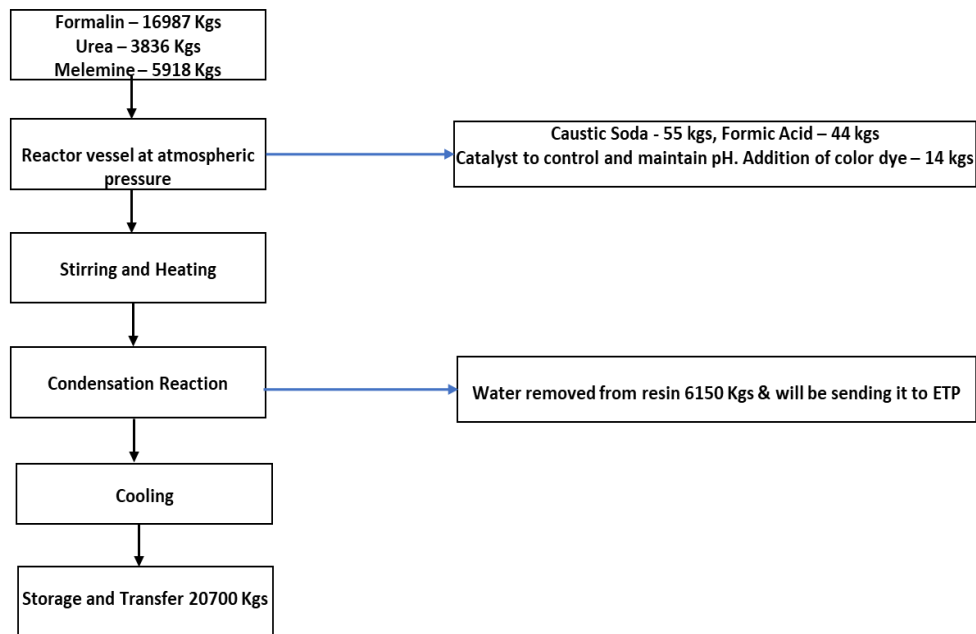 Formalin – 16987 Kgs
Urea – 3836 Kgs
Melemine – 5918 Kgs
Reactor vessel at atmospheric
pressure
Caustic Soda - 55 kgs, Formic Acid – 44 kgs
Catalyst to control and maintain pH. Addition of color dye – 14 kgs
Stirring and Heating
Condensation Reaction
Water removed from resin 6150 Kgs & will be sending it to ETP
Cooling
Storage and Transfer 20700 Kgs